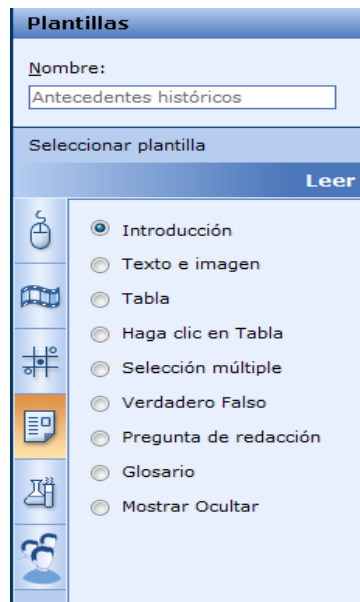 Plantillas
Nombre:
Antecedentes históricos
Seleccionar plantilla
Leer
Introducción
Texto e imagen
Tabla
Haga clic en Tabla
Selección múltiple
Verdadero Falso
Pregunta de redacción
Glosario
Mostrar Ocultar